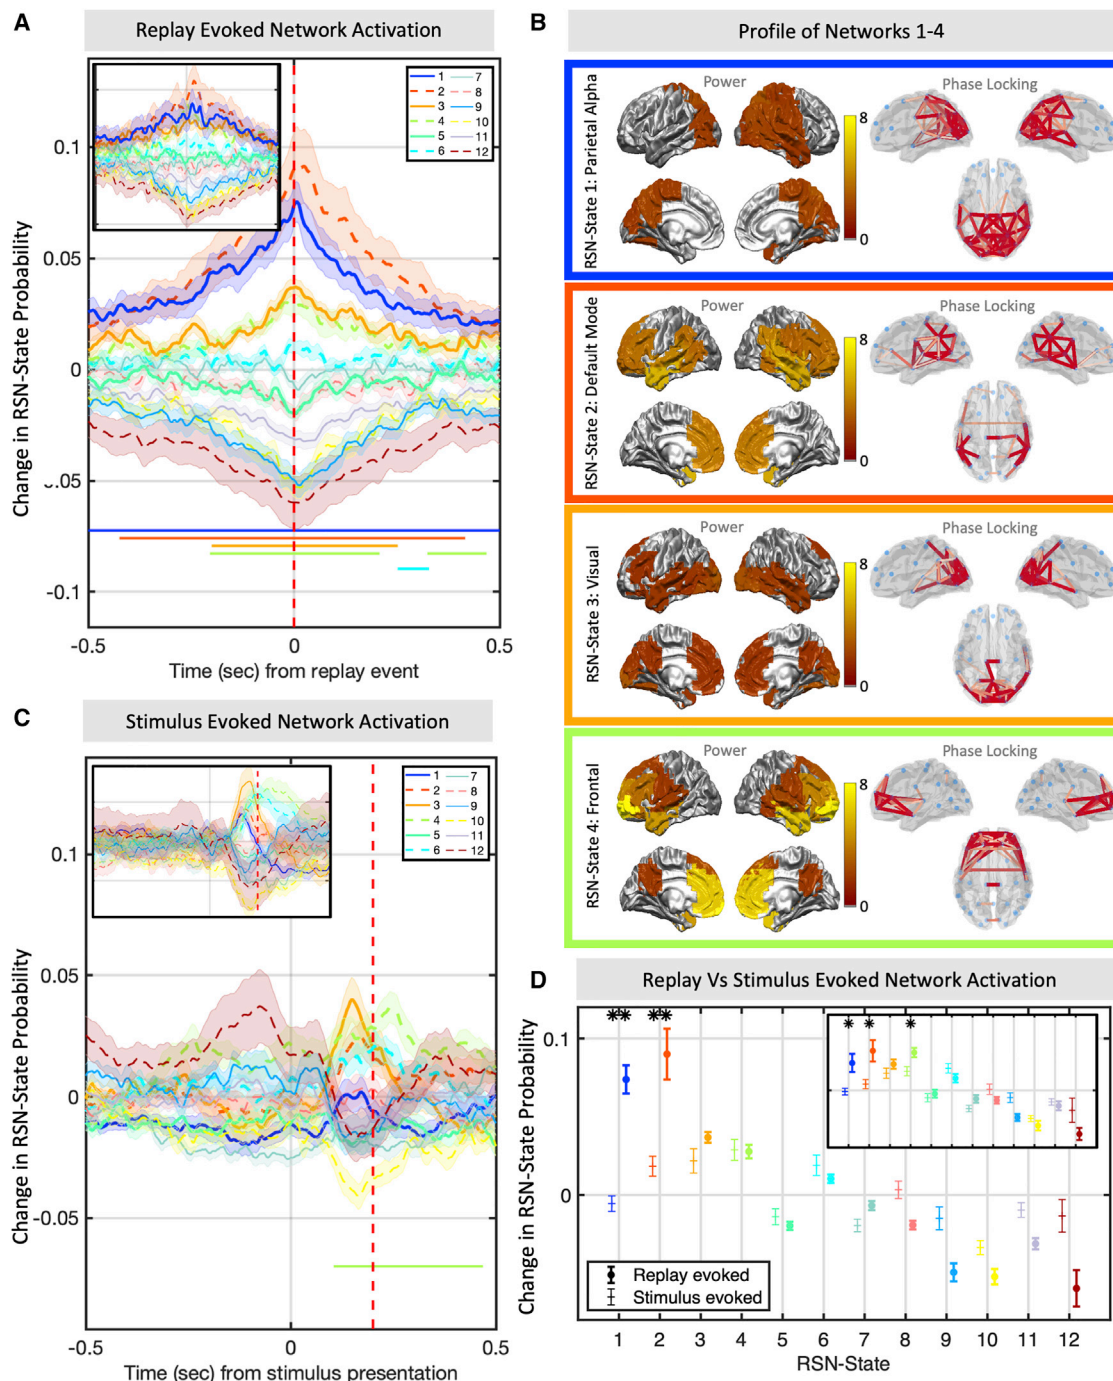 A
Replay Evoked Network Activation
Change in RSN-State Probability
0.1
0.05
0
-0.05
-0.1
1 7
2 8
3 9
4 10
5 11
6 12
-0.5 0 0.5
Time (sec) from replay event
B
Profile of Networks 1-4
RSN-State 1: Parietal Alpha
Power
8
0
Phase Locking
RSN-State 2: Default Mode
Power
8
0
Phase Locking
RSN-State 3: Visual
Power
8
0
Phase Locking
RSN-State 4: Frontal
Power
8
0
Phase Locking
C
Stimulus Evoked Network Activation
Change in RSN-State Probability
0.1
0.05
0
-0.05
1 7
2 8
3 9
4 10
5 11
6 12
-0.5 0 0.5
Time (sec) from stimulus presentation
D
Replay Vs Stimulus Evoked Network Activation
Change in RSN-State Probability
0.1
0
** **
* * *
Replay evoked
Stimulus evoked
1 2 3 4 5 6 7 8 9 10 11 12
RSN-State